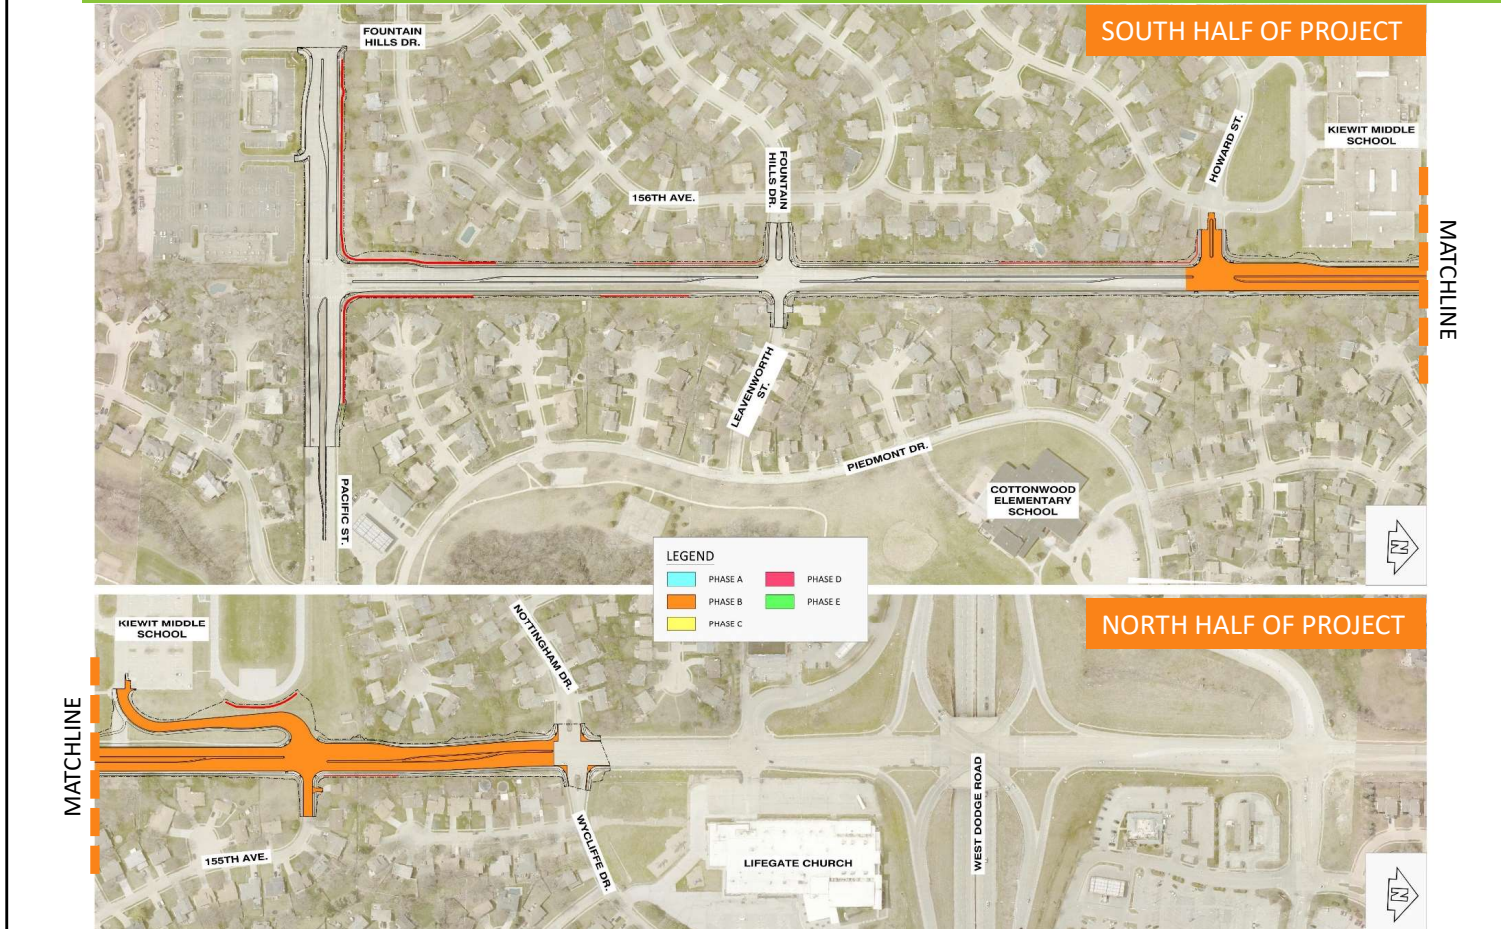 SOUTH HALF OF PROJECT
FOUNTAIN
HILLS DR.
KIEWIT MIDDLE
SCHOOL
HOWARD ST.
FOUNTAIN
HILLS DR.
156TH AVE.
MATCHLINE
LEAVENWORTH
ST.
PIEDMONT DR.
COTTONWOOD
ELEMENTARY
SCHOOL
PACIFIC ST.
N
LEGEND
PHASE A
PHASE D
PHASE B
PHASE E
PHASE C
NORTH HALF OF PROJECT
KIEWIT MIDDLE
SCHOOL
NOTTINGHAM DR.
MATCHLINE
155TH AVE.
WYCLIFFE DR.
LIFEGATE CHURCH
WEST DODGE ROAD
N